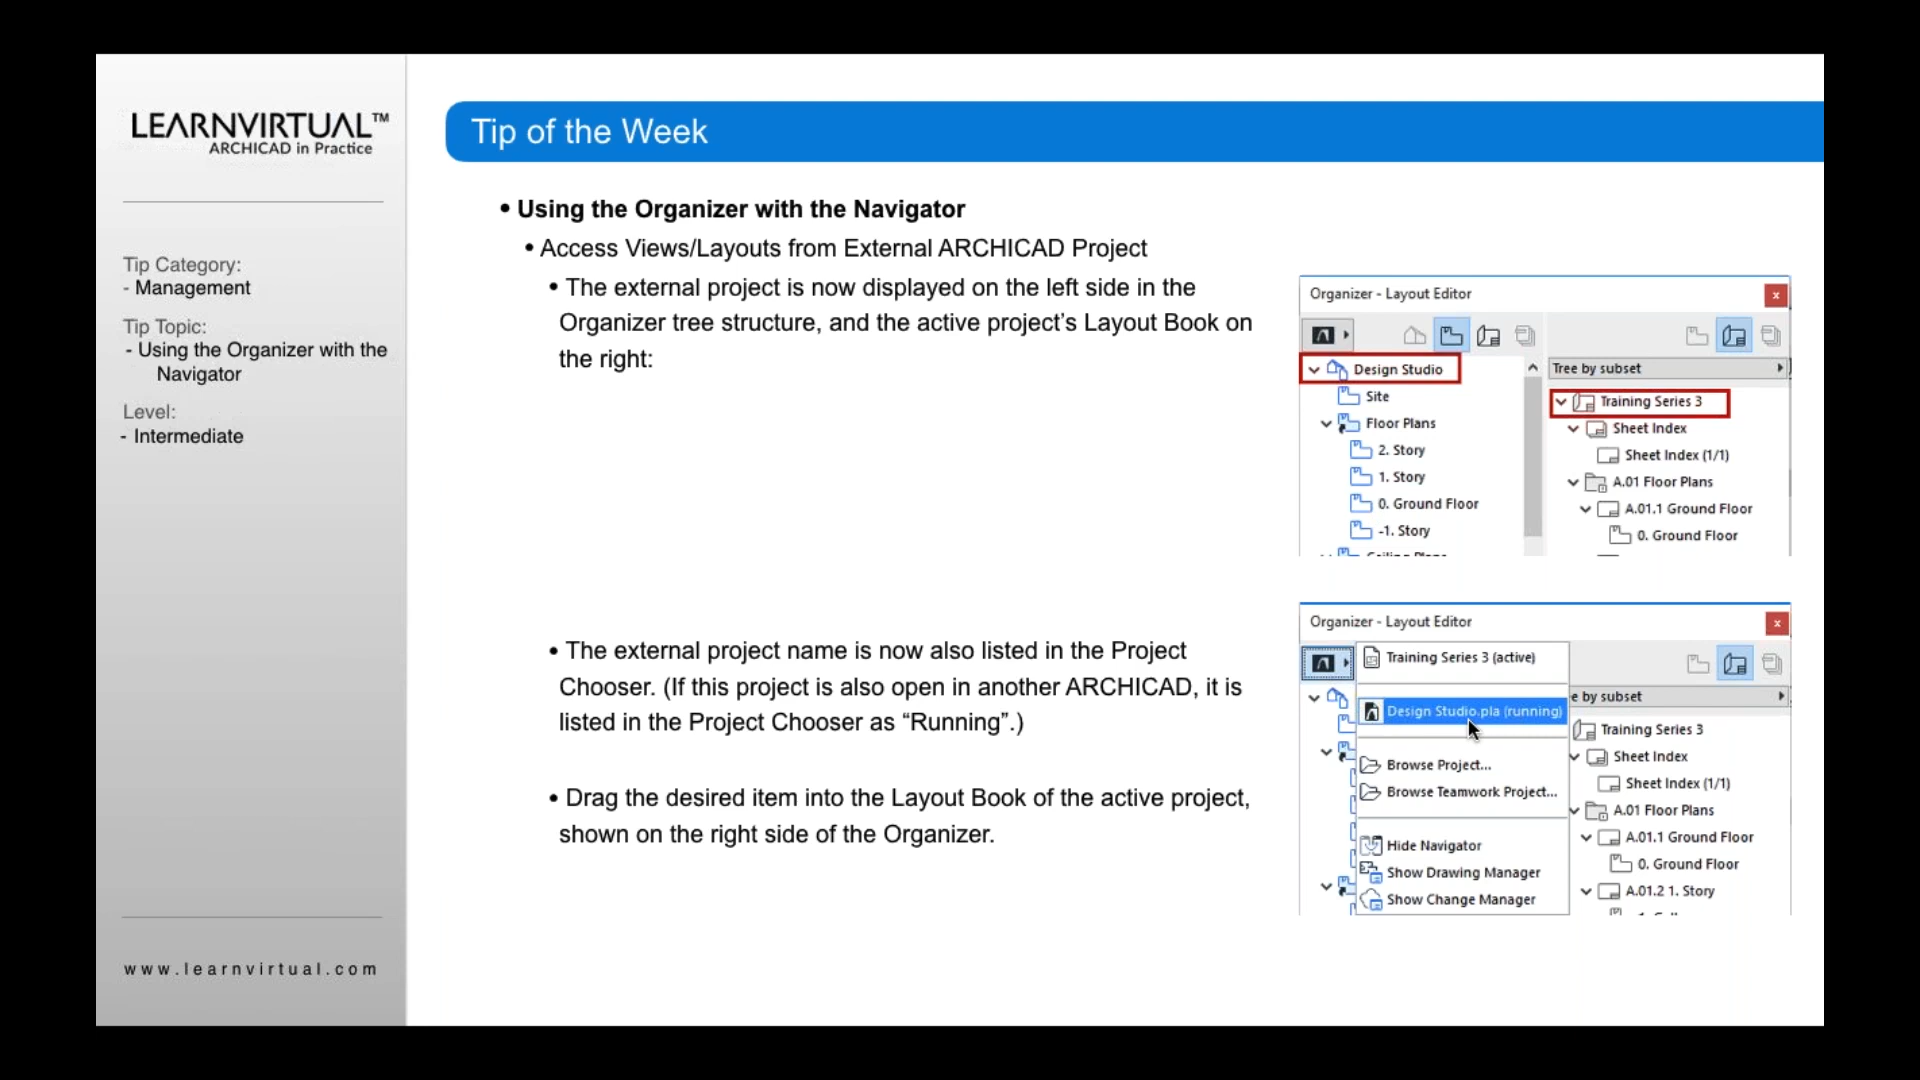 LEARNVIRTUAL™
ARCHICAD in Practice
Tip Category:
- Management
Tip Topic:
- Using the Organizer with the
Navigator
Level:
- Intermediate
www.learnvirtual.com
Tip of the Week
• Using the Organizer with the Navigator
• Access Views/Layouts from External ARCHICAD Project
• The external project is now displayed on the left side in the
Organizer tree structure, and the active project’s Layout Book on
the right:
• The external project name is now also listed in the Project
Chooser. (If this project is also open in another ARCHICAD, it is
listed in the Project Chooser as “Running”.)
• Drag the desired item into the Layout Book of the active project,
shown on the right side of the Organizer.
Organizer - Layout Editor
Design Studio
Site
Floor Plans
2. Story
1. Story
0. Ground Floor
-1. Story
Tree by subset
Training Series 3
Sheet Index
Sheet Index (1/1)
A.01 Floor Plans
A.01.1 Ground Floor
0. Ground Floor
Organizer - Layout Editor
Training Series 3 (active)
Design Studio.pla (running)
Browse Project...
Browse Teamwork Project...
Hide Navigator
Show Drawing Manager
Show Change Manager
e by subset
Training Series 3
Sheet Index
Sheet Index (1/1)
A.01 Floor Plans
A.01.1 Ground Floor
0. Ground Floor
A.01.2 1. Story